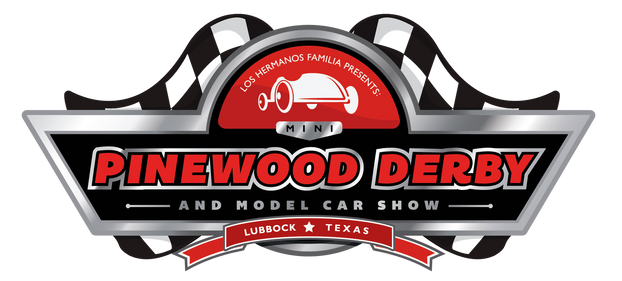 LOS HERMANOS FAMILIA PRESENTS:
MINI
PINEWOOD DERBY
AND MODEL CAR SHOW
LUBBOCK ★ TEXAS